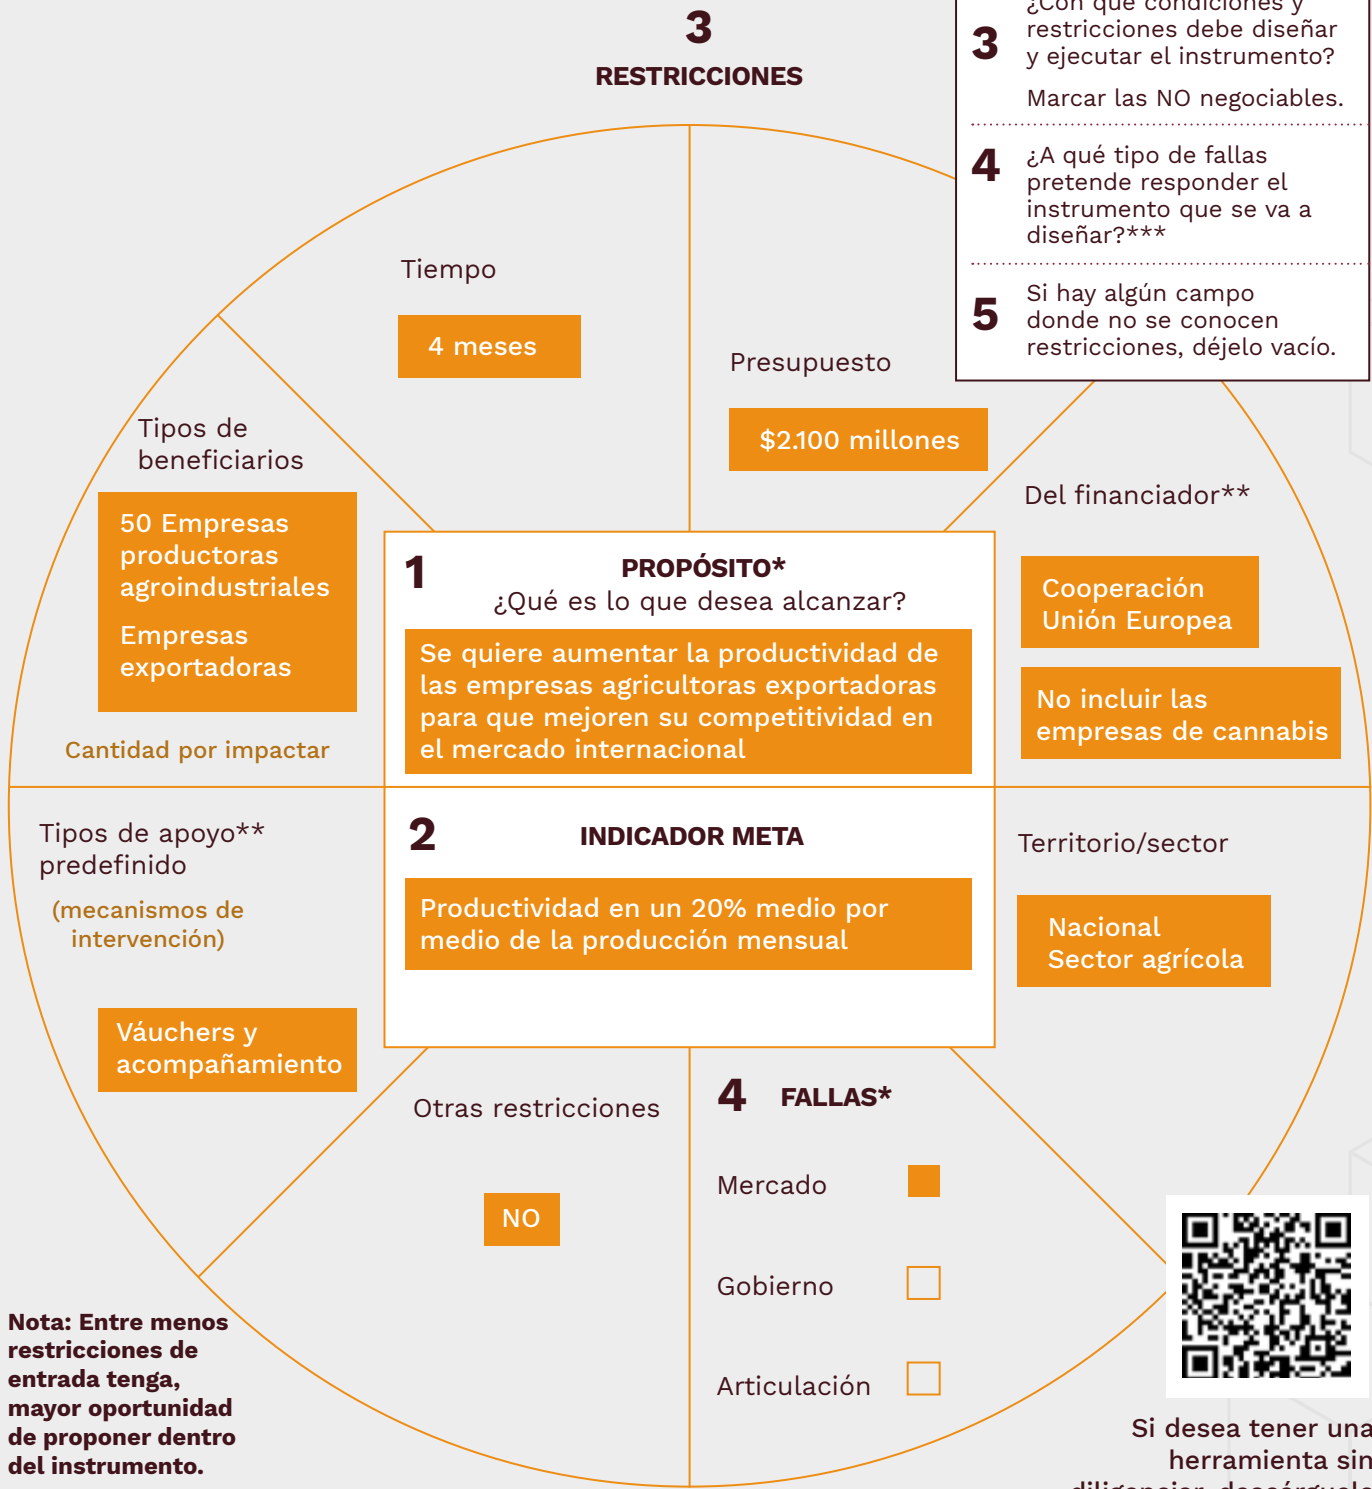 3
RESTRICCIONES
¿Con qué condiciones y
3 restricciones debe diseñar
y ejecutar el instrumento?
Marcar las NO negociables.
4 ¿A qué tipo de fallas
pretende responder el
instrumento que se va a
diseñar?***
5 Si hay algún campo
donde no se conocen
restricciones, déjelo vacío.
Tiempo
4 meses
Presupuesto
$2.100 millones
Tipos de
beneficiarios
50 Empresas
productoras
agroindustriales
Empresas
exportadoras
Cantidad por impactar
Del financiador**
Cooperación
Unión Europea
No incluir las
empresas de cannabis
1 PROPÓSITO*
¿Qué es lo que desea alcanzar?
Se quiere aumentar la productividad de
las empresas agricultoras exportadoras
para que mejoren su competitividad en
el mercado internacional
2 INDICADOR META
Productividad en un 20% medio por
medio de la producción mensual
Tipos de apoyo**
predefinido
(mecanismos de
intervención)
Váuchers y
acompañamiento
Territorio/sector
Nacional
Sector agrícola
Otras restricciones
NO
4 FALLAS*
Mercado
Gobierno
Articulación
Nota: Entre menos
restricciones de
entrada tenga,
mayor oportunidad
de proponer dentro
del instrumento.
Si desea tener una
herramienta sin
diligenciar, descárguela